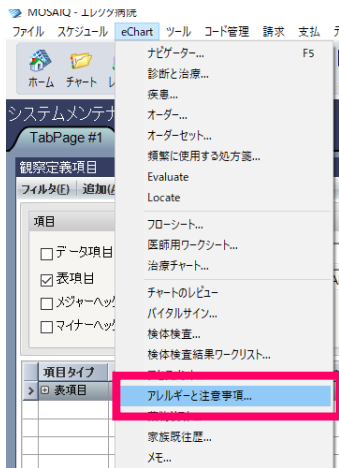 MOSAIQ - エレクタ病院
ファイル スケジュール eChart ツール コード管理 請求 支払
ホーム チャート
システムメンテナ
TabPage #1
観察定義項目
フィルタ(F) 追加(
項目
データ項目
表項目
メジャーヘッ
マイナーヘッ
項目タイプ
表項目
ナビゲーター... F5
診断と治療...
疾患...
オーダー...
オーダーセット...
頻繁に使用する処方箋...
Evaluate
Locate
フローシート...
医師用ワークシート...
治療チャート...
チャートのレビュー
バイタルサイン...
検体検査...
検体検査結果ワークリスト...
アレルギーと注意事項...
家族既往歴...
メモ...